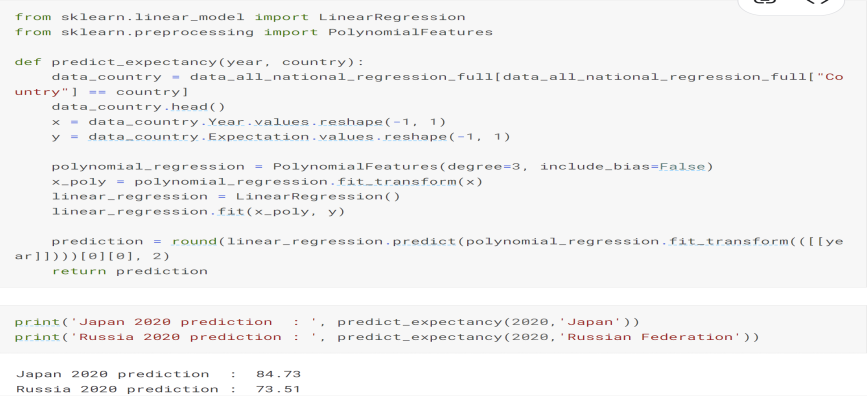 from sklearn.linear_model import LinearRegression
from sklearn.preprocessing import PolynomialFeatures
def predict_expectancy(year, country):
    data_country = data_all_national_regression_full[data_all_national_regression_full["Co
untry"] == country]
    data_country.head()
    x = data_country.Year.values.reshape(-1, 1)
    y = data_country.Expectation.values.reshape(-1, 1)
    polynomial_regression = PolynomialFeatures(degree=3, include_bias=False)
    x_poly = polynomial_regression.fit_transform(x)
    linear_regression = LinearRegression()
    linear_regression.fit(x_poly, y)
    prediction = round(linear_regression.predict(polynomial_regression.fit_transform(([[ye
ar]])))[0][0], 2)
    return prediction
print('Japan 2020 prediction  : ', predict_expectancy(2020,'Japan'))
print('Russia 2020 prediction : ', predict_expectancy(2020,'Russian Federation'))
Japan 2020 prediction  :  84.73
Russia 2020 prediction :  73.51